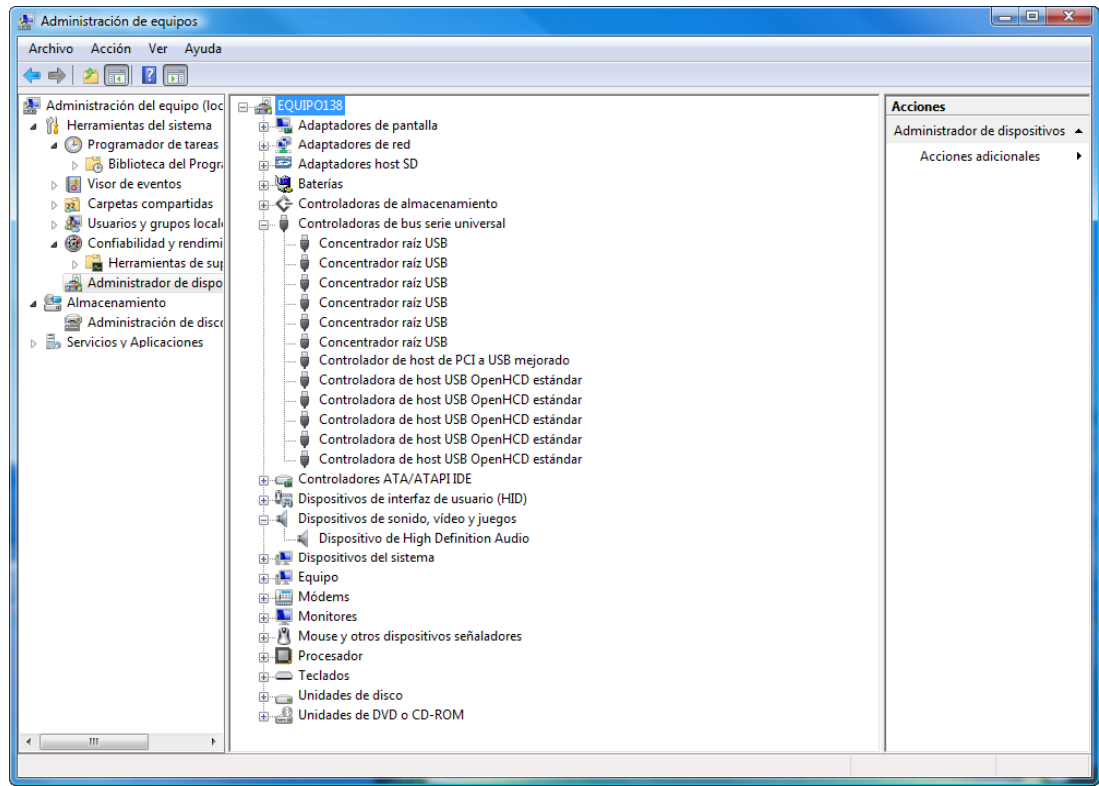 Administración de equipos
Archivo Acción Ver Ayuda
Administración del equipo (loc
Herramientas del sistema
Programador de tareas
Biblioteca del Progra
Visor de eventos
Carpetas compartidas
Usuarios y grupos locale
Confiabilidad y rendimi
Herramientas de sup
Administrador de dispo
Almacenamiento
Administración de disco
Servicios y Aplicaciones
EQUIPO138
Adaptadores de pantalla
Adaptadores de red
Adaptadores host SD
Baterías
Controladoras de almacenamiento
Controladoras de bus serie universal
Concentrador raíz USB
Concentrador raíz USB
Concentrador raíz USB
Concentrador raíz USB
Concentrador raíz USB
Concentrador raíz USB
Controlador de host de PCI a USB mejorado
Controladora de host USB OpenHCD estándar
Controladora de host USB OpenHCD estándar
Controladora de host USB OpenHCD estándar
Controladora de host USB OpenHCD estándar
Controladora de host USB OpenHCD estándar
Controladores ATA/ATAPI IDE
Dispositivos de interfaz de usuario (HID)
Dispositivos de sonido, vídeo y juegos
Dispositivo de High Definition Audio
Dispositivos del sistema
Equipo
Módems
Monitores
Mouse y otros dispositivos señaladores
Procesador
Teclados
Unidades de disco
Unidades de DVD o CD-ROM
Acciones
Administrador de dispositivos
Acciones adicionales